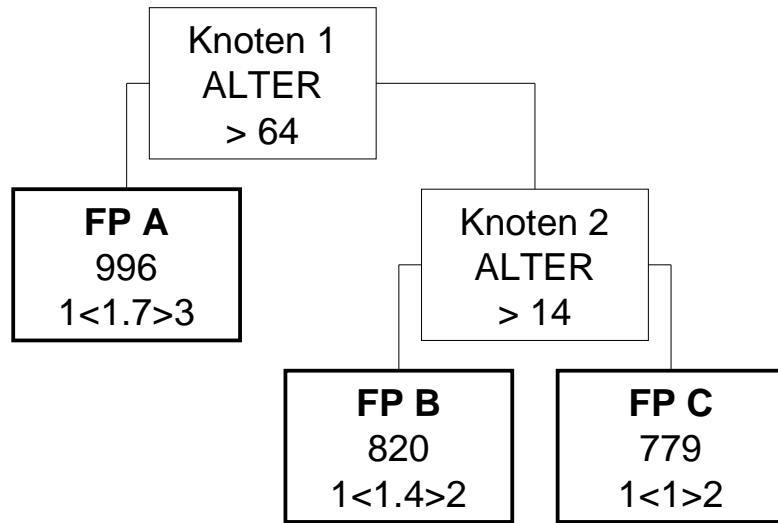 Knoten 1
ALTER
> 64
FP A
996
1<1.7>3
Knoten 2
ALTER
> 14
FP B
820
1<1.4>2
FP C
779
1<1>2